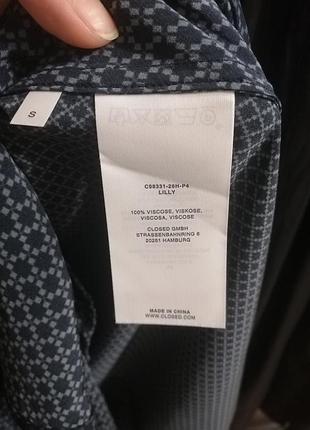 S
C98331-26H-P4
LILLY
100% VISCOSE, VISKOSE,
VISCOSA, VISCOSE
CLOSED GMBH
STRASSENBAHNRING 6
20251 HAMBURG
MADE IN CHINA
WWW.CLOSED.COM